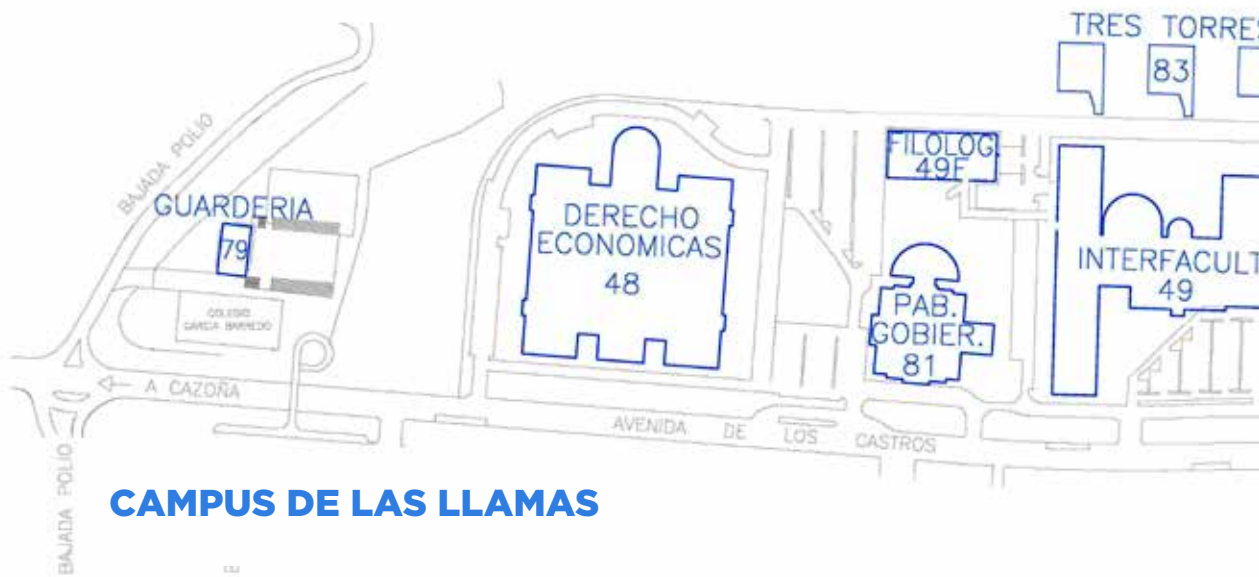 TRES TORRES
83
BAJADA POLIO
GUARDERIA
79
COLEGIO
GARCIA BARREDO
DERECHO
ECONOMICAS
48
FILOLOG
49F
PAB.
GOBIER.
81
INTERFACULT
49
A CAZOÑA
AVENIDA DE LOS CASTROS
BAJADA POLIO
CAMPUS DE LAS LLAMAS